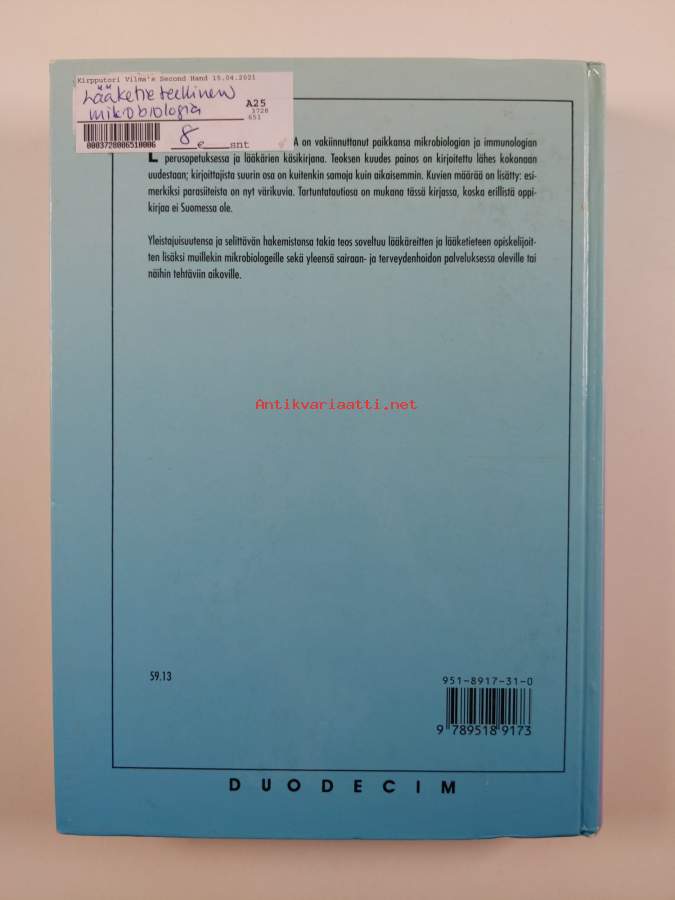 Kirpputori Vilma's Second Hand 15.04.2021
Lääketieteellinen
mikrobiologia
A25
3728
651
8 e snt
0003728006510006
L A on vakiinnuttanut paikkansa mikrobiologian ja immunologian
perusopetuksessa ja lääkärien käsikirjana. Teoksen kuudes painos on kirjoitettu lähes kokonaan
uudestaan; kirjoittajista suurin osa on kuitenkin samoja kuin aikaisemmin. Kuvien määrää on lisätty: esi-
merkiksi parasiiteista on nyt värikuvia. Tartuntatautiosa on mukana tässä kirjassa, koska erillistä oppi-
kirjaa ei Suomessa ole.
Yleistajuisuutensa ja selittävän hakemistonsa takia teos soveltuu lääkäreitten ja lääketieteen opiskelijoit-
ten lisäksi muillekin mikrobiologeille sekä yleensä sairaan- ja terveydenhoidon palveluksessa oleville tai
näihin tehtäviin aikoville.
Antikvariaatti.net
59.13
951-8917-31-0
9 789518 9173
DUODECIM